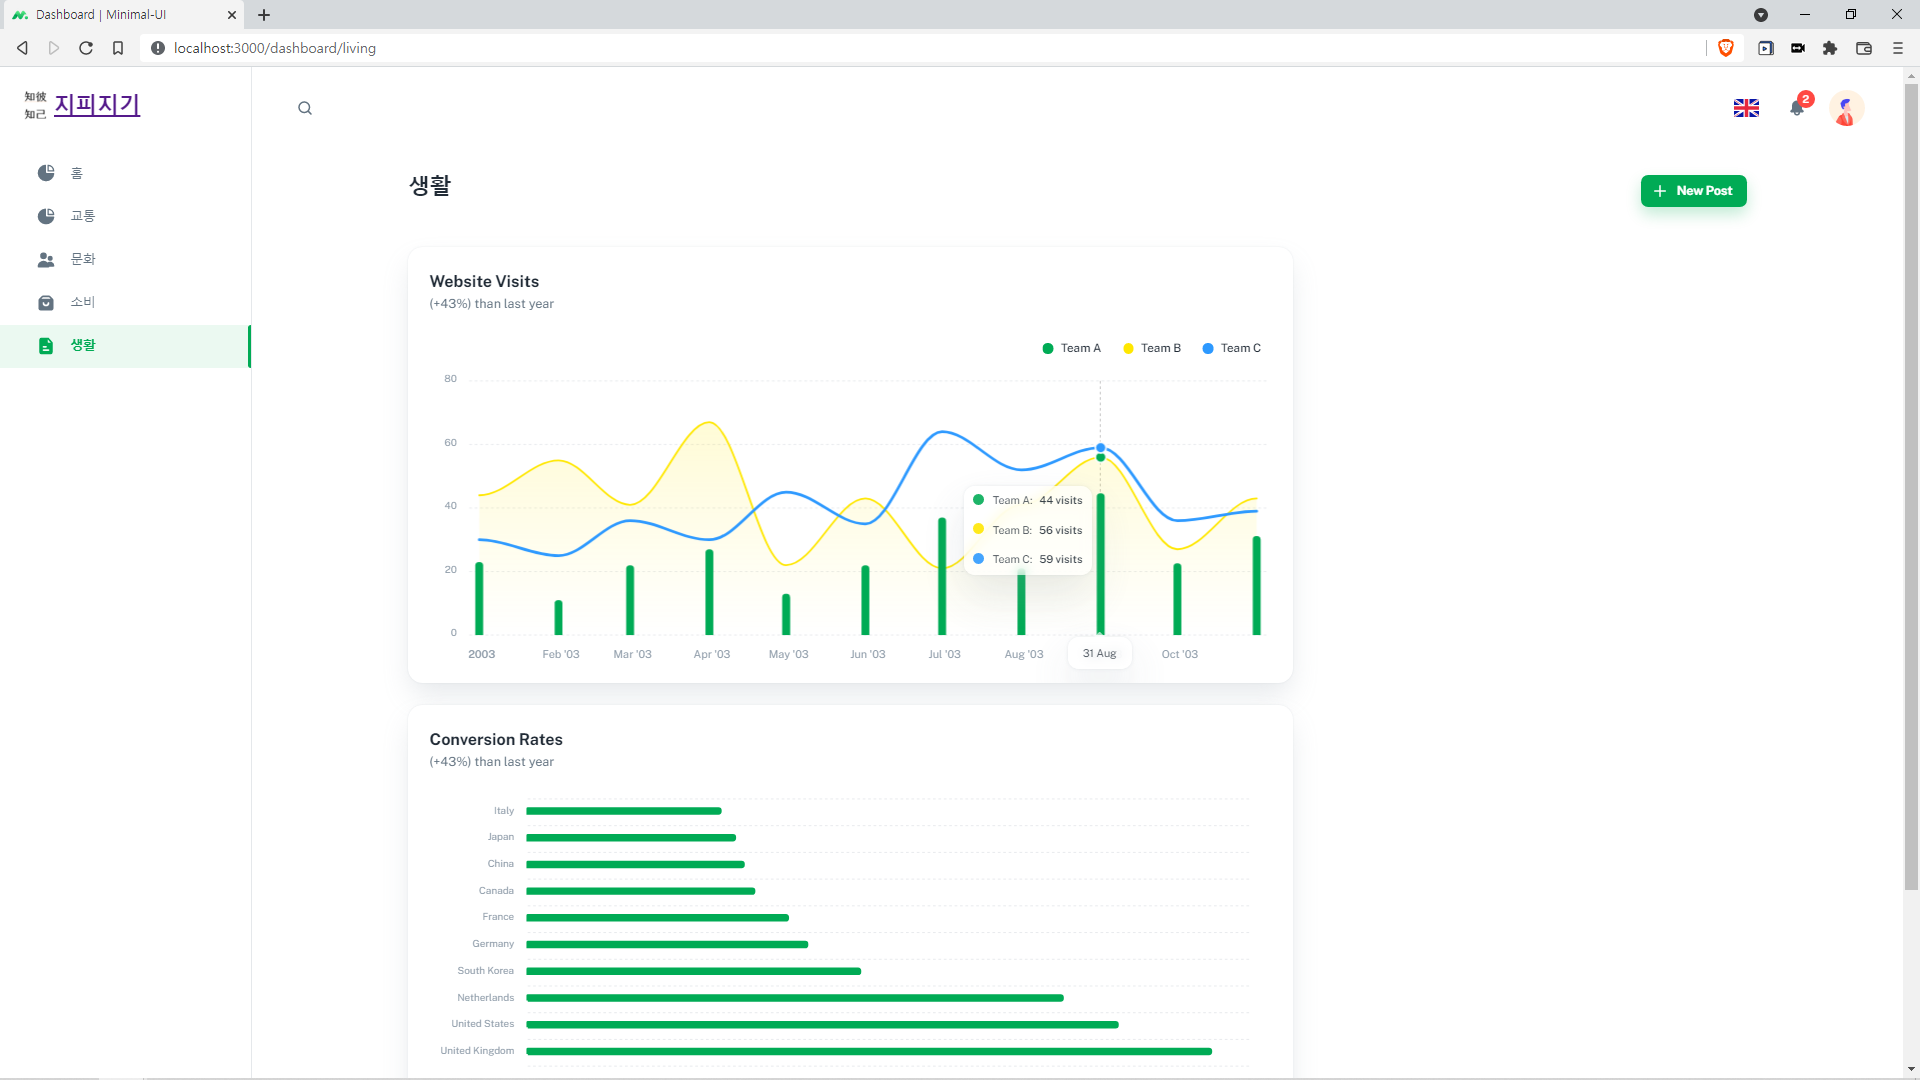 Dashboard | Minimal-UI
localhost:3000/dashboard/living
知彼
知己
지피지기
2
홈
교통
문화
소비
생활
생활
New Post
Website Visits
(+43%) than last year
Team A
Team B
Team C
80
60
40
20
0
Team A: 44 visits
Team B: 56 visits
Team C: 59 visits
2003
Feb '03
Mar '03
Apr '03
May '03
Jun '03
Jul '03
Aug '03
31 Aug
Oct '03
Conversion Rates
(+43%) than last year
Italy
Japan
China
Canada
France
Germany
South Korea
Netherlands
United States
United Kingdom